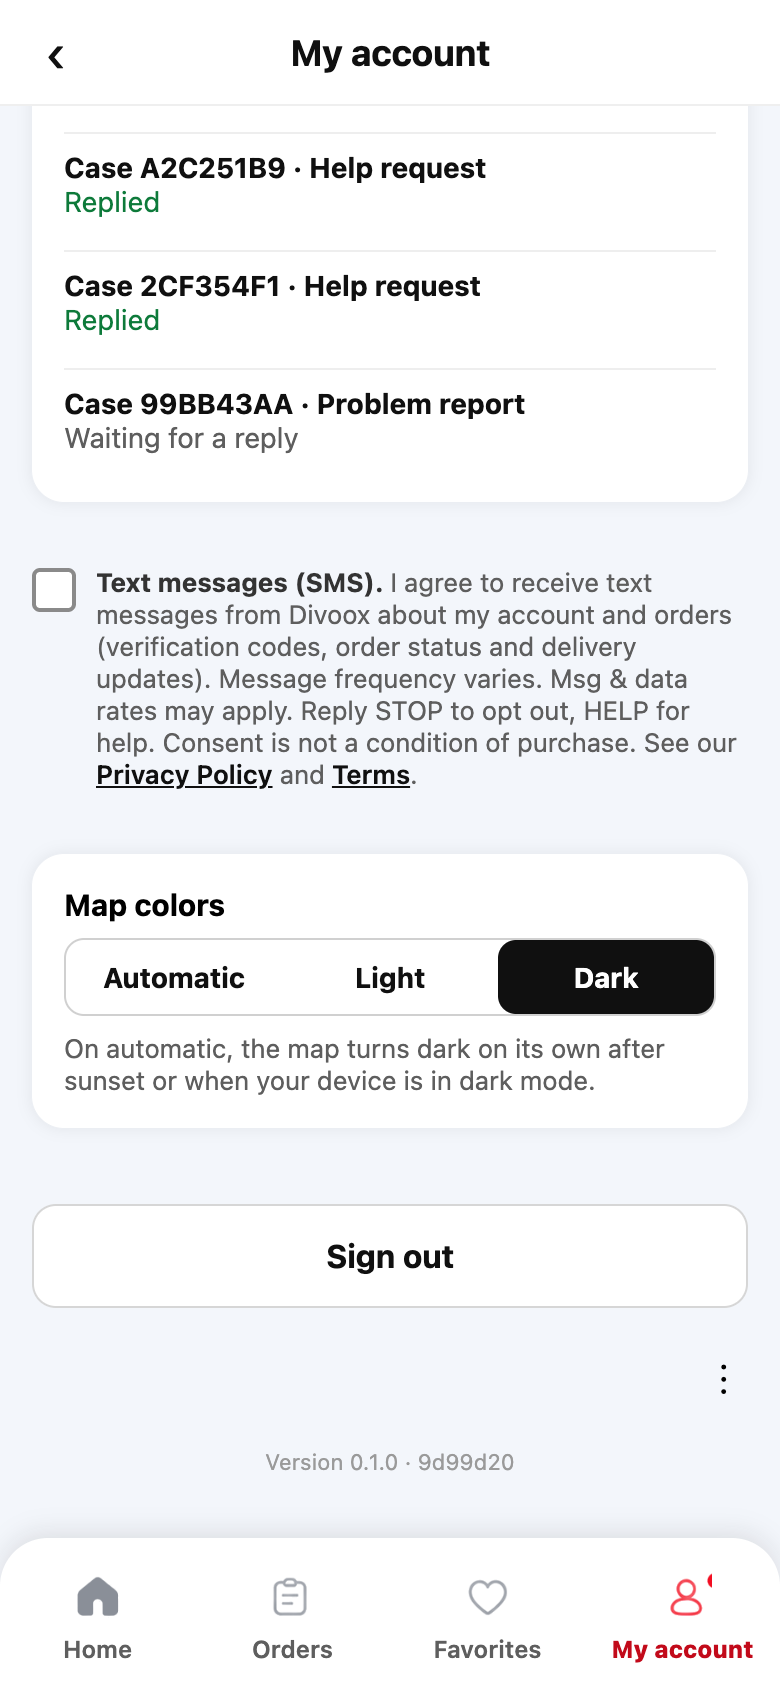 My account
Case A2C251B9 · Help request
Replied
Case 2CF354F1 · Help request
Replied
Case 99BB43AA · Problem report
Waiting for a reply
Text messages (SMS). I agree to receive text
messages from Divoox about my account and orders
(verification codes, order status and delivery
updates). Message frequency varies. Msg & data
rates may apply. Reply STOP to opt out, HELP for
help. Consent is not a condition of purchase. See our
Privacy Policy and Terms.
Map colors
Automatic Light Dark
On automatic, the map turns dark on its own after
sunset or when your device is in dark mode.
Sign out
Version 0.1.0 · 9d99d20
Home Orders Favorites My account